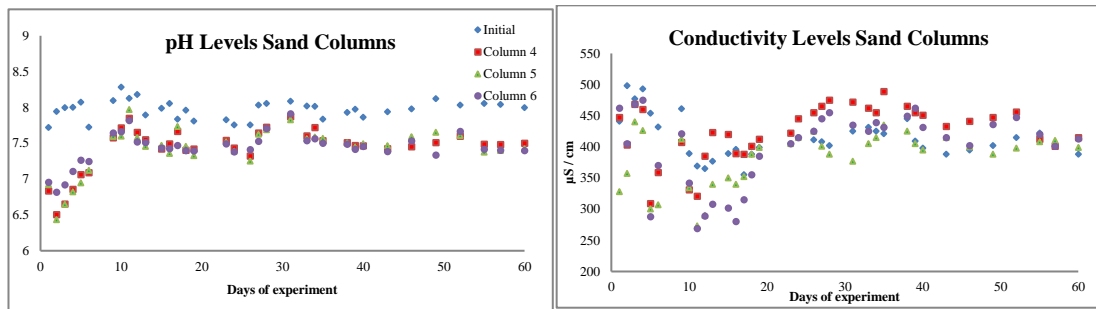 pH Levels Sand Columns
Initial
Column 4
Column 5
Column 6
9
8.5
8
7.5
7
6.5
6
0 10 20 30 40 50 60
Days of experiment
Conductivity Levels Sand Columns
µS / cm
550
500
450
400
350
300
250
200
0 10 20 30 40 50 60
Days of experiment